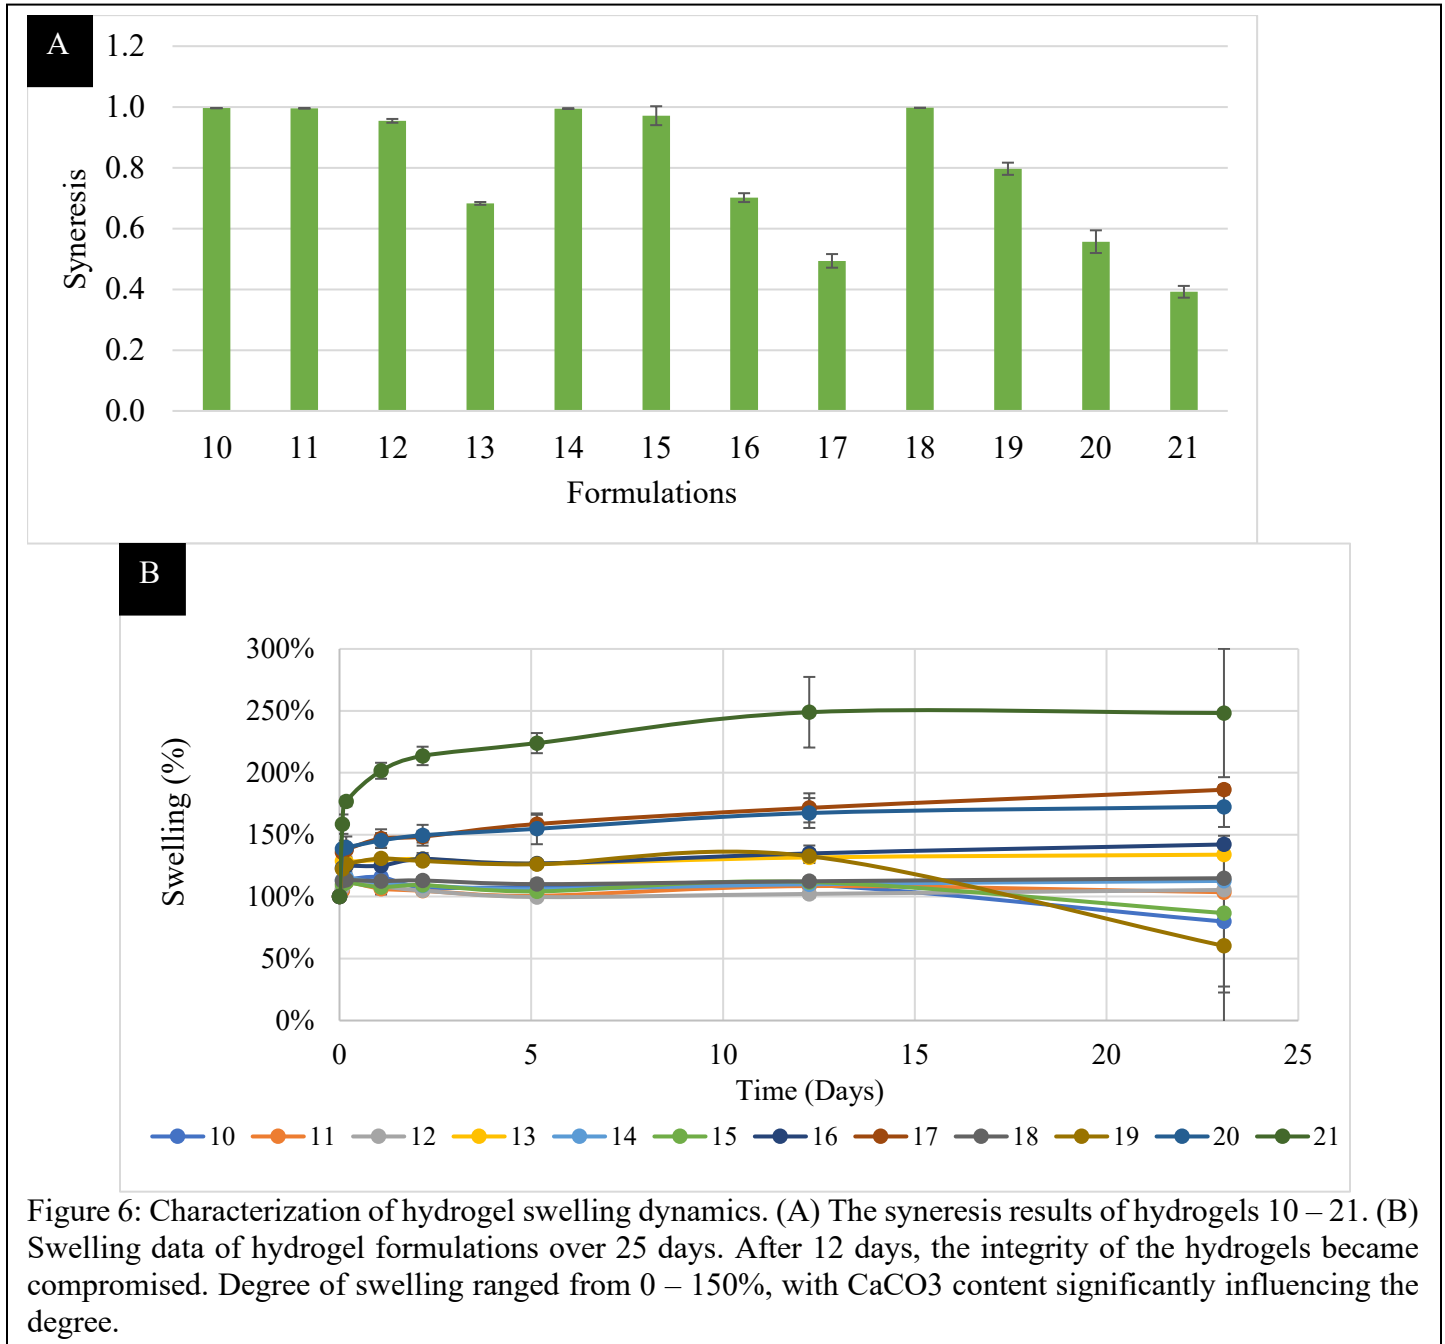 A
1.2
1.0
0.8
0.6
0.4
0.2
0.0
Syneresis
10 11 12 13 14 15 16 17 18 19 20 21
Formulations
B
300%
250%
200%
150%
100%
50%
0%
Swelling (%)
0 5 10 15 20 25
Time (Days)
10 11 12 13 14 15 16 17 18 19 20 21
Figure 6: Characterization of hydrogel swelling dynamics. (A) The syneresis results of hydrogels 10 – 21. (B)
Swelling data of hydrogel formulations over 25 days. After 12 days, the integrity of the hydrogels became
compromised. Degree of swelling ranged from 0 – 150%, with CaCO3 content significantly influencing the
degree.